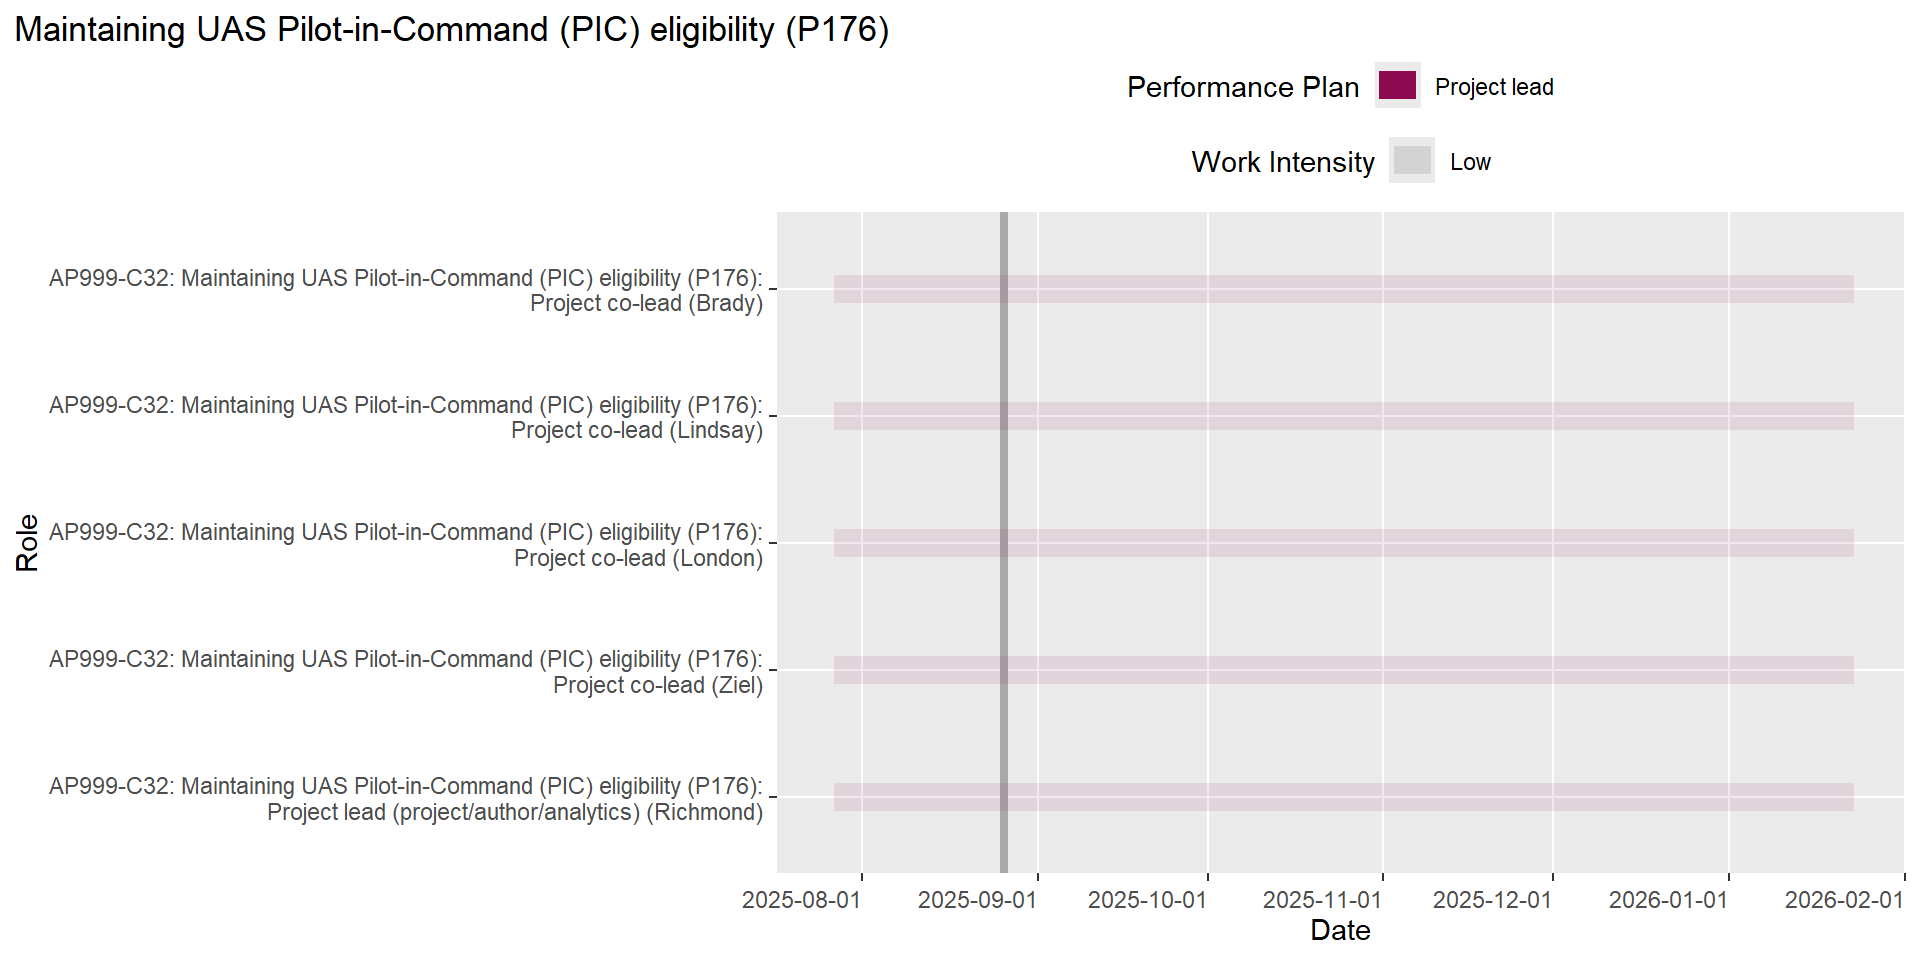 Maintaining UAS Pilot-in-Command (PIC) eligibility (P176)
Performance Plan
Project lead
Work Intensity
Low
Role
AP999-C32: Maintaining UAS Pilot-in-Command (PIC) eligibility (P176):
Project co-lead (Brady)
AP999-C32: Maintaining UAS Pilot-in-Command (PIC) eligibility (P176):
Project co-lead (Lindsay)
AP999-C32: Maintaining UAS Pilot-in-Command (PIC) eligibility (P176):
Project co-lead (London)
AP999-C32: Maintaining UAS Pilot-in-Command (PIC) eligibility (P176):
Project co-lead (Ziel)
AP999-C32: Maintaining UAS Pilot-in-Command (PIC) eligibility (P176):
Project lead (project/author/analytics) (Richmond)
2025-08-01 2025-09-01 2025-10-01 2025-11-01 2025-12-01 2026-01-01 2026-02-01
Date